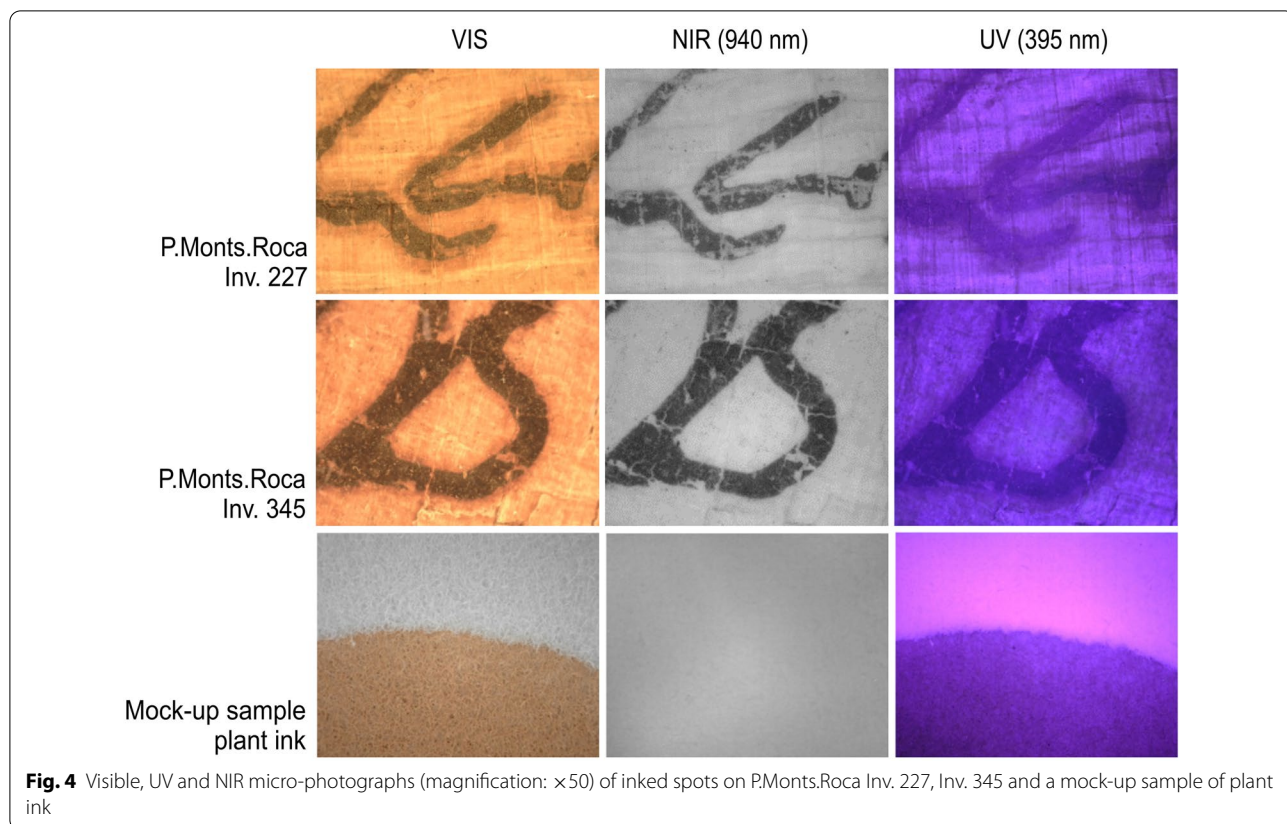 VIS NIR (940 nm) UV (395 nm)
P.Monts.Roca
Inv. 227
P.Monts.Roca
Inv. 345
Mock-up sample
plant ink
Fig. 4 Visible, UV and NIR micro-photographs (magnification: ×50) of inked spots on P.Monts.Roca Inv. 227, Inv. 345 and a mock-up sample of plant
ink